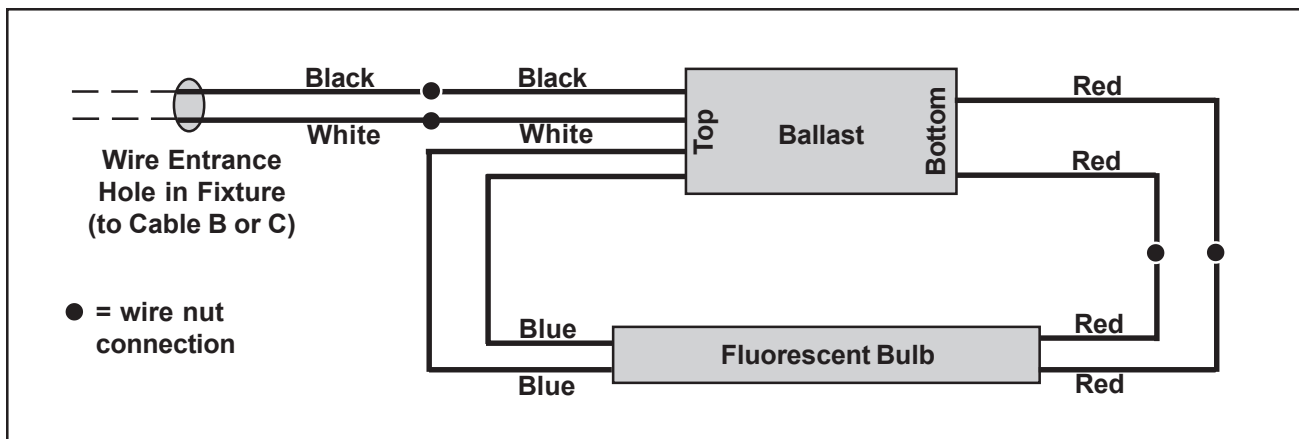 Black
Black
Red
White
White
Top
Ballast
Bottom
Red
Wire Entrance
Hole in Fixture
(to Cable B or C)
= wire nut
connection
Blue
Fluorescent Bulb
Red
Blue
Red